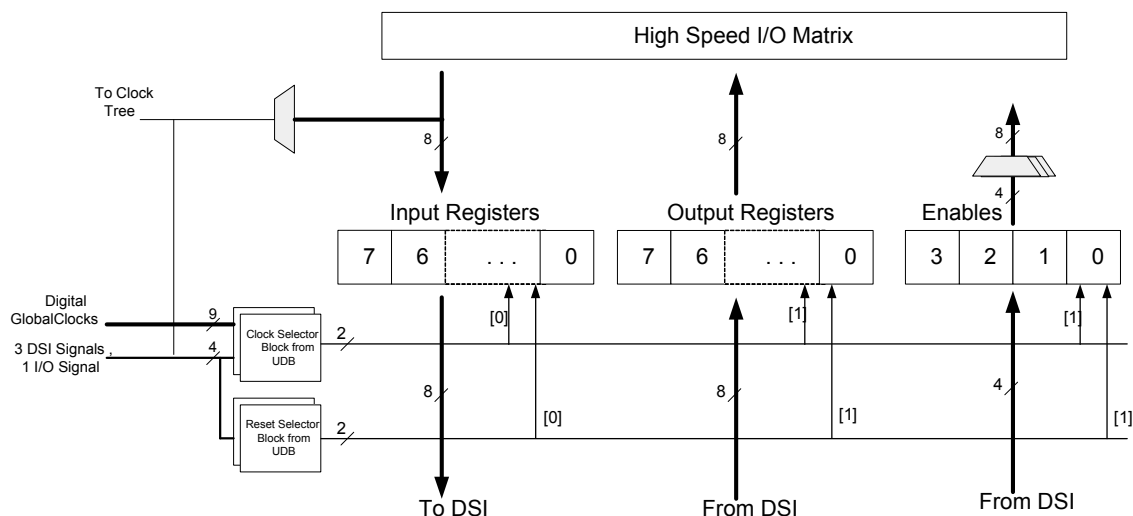 High Speed I/O Matrix
To Clock
Tree
8
8
8
4
Input Registers
Output Registers
Enables
7 6 . . . 0
7 6 . . . 0
3 2 1 0
Digital
GlobalClocks
9
3 DSI Signals ,
1 I/O Signal
4
Clock Selector
Block from
UDB
2
[0]
[1]
[1]
8
8
4
Reset Selector
Block from
UDB
2
[0]
[1]
[1]
To DSI
From DSI
From DSI